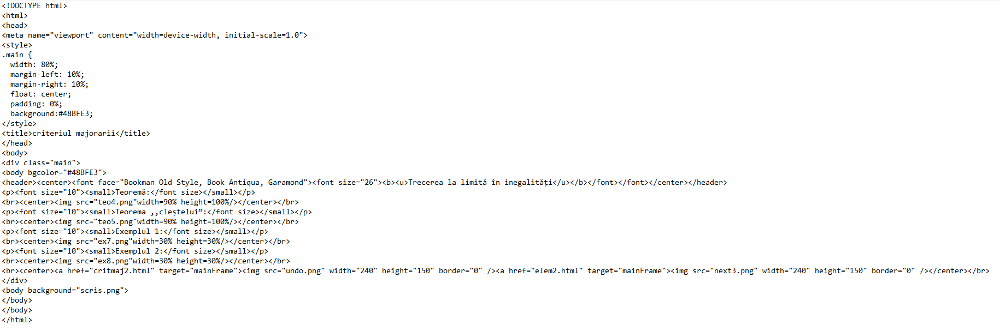 <!DOCTYPE html>
<html>
<head>
<meta name="viewport" content="width=device-width, initial-scale=1.0">
<style>
.main {
  width: 80%;
  margin-left: 10%;
  margin-right: 10%;
  float: center;
  padding: 0%;
  background:#48BFE3;
</style>
<title>criteriul majorarii</title>
</head>
<body>
<div class="main">
<body bgcolor="#48BFE3">
<header><center><font face="Bookman Old Style, Book Antiqua, Garamond"><font size="26"><b><u>Trecerea la limită în inegalități</u></b></font></font></center></header>
<p><font size="10"><small>Teoremă:</font size></small></p>
<br><center><img src="teo4.png"width=90% height=100%/></center></br>
<p><font size="10"><small>Teorema ,,cleștelui”:</font size></small></p>
<br><center><img src="teo5.png"width=90% height=100%/></center></br>
<p><font size="10"><small>Exemplul 1:</font size></small></p>
<br><center><img src="ex7.png"width=30% height=30%/></center></br>
<p><font size="10"><small>Exemplul 2:</font size></small></p>
<br><center><img src="ex8.png"width=30% height=30%/></center></br>
<br><center><a href="critmaj2.html" target="mainFrame"><img src="undo.png" width="240" height="150" border="0" /><a href="elem2.html" target="mainFrame"><img src="next3.png" width="240" height="150" border="0" /></center></br>
</div>
<body background="scris.png">
</body>
</body>
</html>